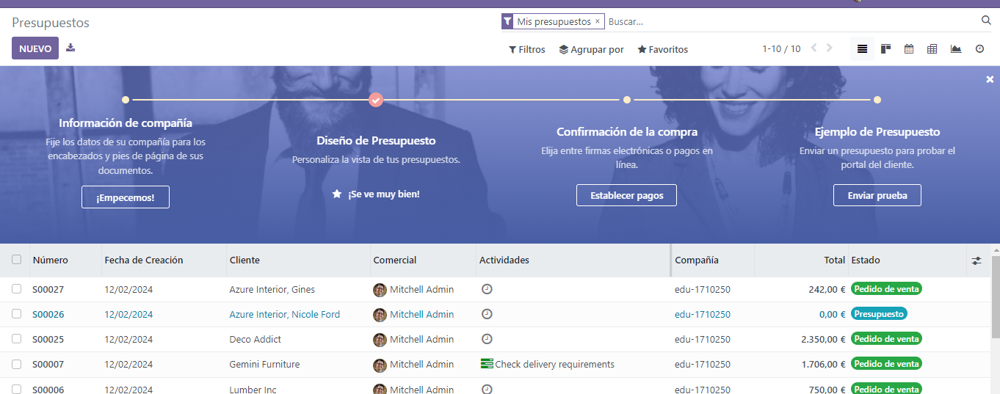 Presupuestos
Mis presupuestos × Buscar...
NUEVO
Filtros Agrupar por Favoritos 1-10 / 10
Información de compañía
Fije los datos de su compañía para los
encabezados y pies de página de sus
documentos.
¡Empecemos!
Diseño de Presupuesto
Personaliza la vista de tus presupuestos.
¡Se ve muy bien!
Confirmación de la compra
Elija entre firmas electrónicas o pagos en
línea.
Establecer pagos
Ejemplo de Presupuesto
Enviar un presupuesto para probar el
portal del cliente.
Enviar prueba
Número Fecha de Creación Cliente Comercial Actividades Compañía Total Estado
S00027 12/02/2024 Azure Interior, Gines Mitchell Admin edu-1710250 242,00 € Pedido de venta
S00026 12/02/2024 Azure Interior, Nicole Ford Mitchell Admin edu-1710250 0,00 € Presupuesto
S00025 12/02/2024 Deco Addict Mitchell Admin edu-1710250 2.350,00 € Pedido de venta
S00007 12/02/2024 Gemini Furniture Mitchell Admin Check delivery requirements edu-1710250 1.706,00 € Pedido de venta
S00006 12/02/2024 Lumber Inc Mitchell Admin edu-1710250 750,00 € Pedido de venta